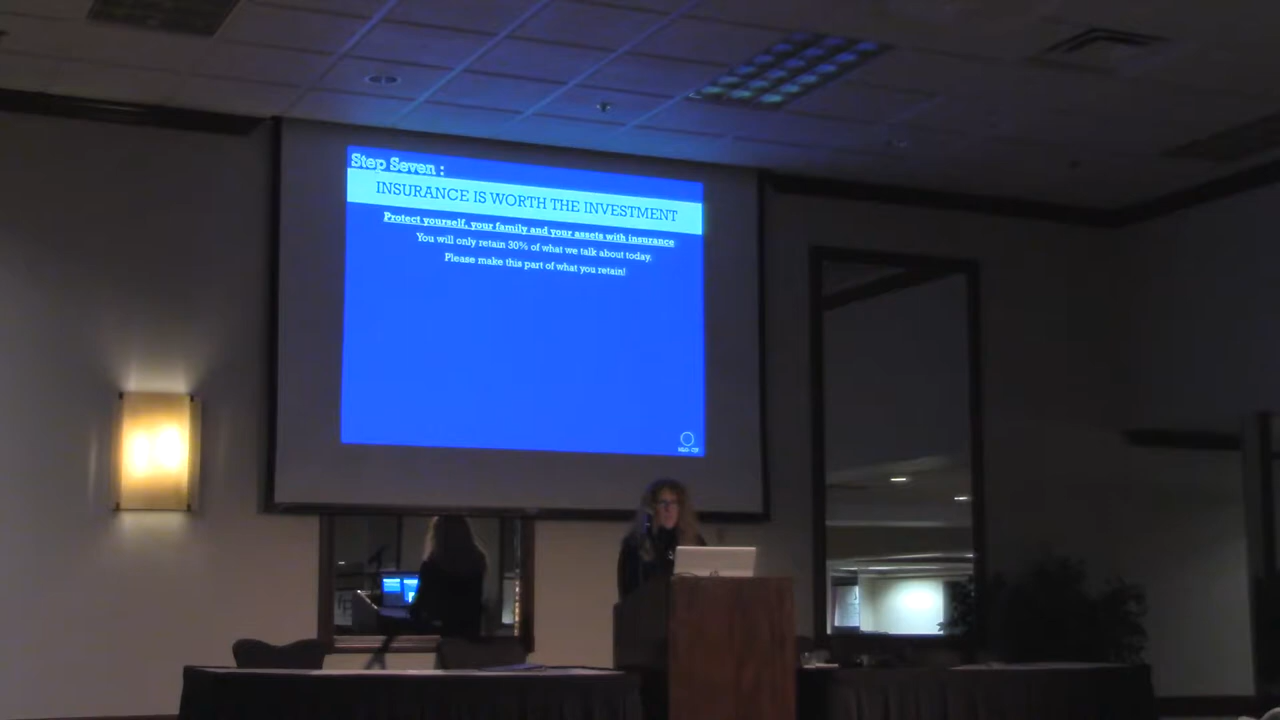 Step Seven :
INSURANCE IS WORTH THE INVESTMENT
Protect yourself, your family and your assets with insurance
You will only retain 30% of what we talk about today.
Please make this part of what you retain!